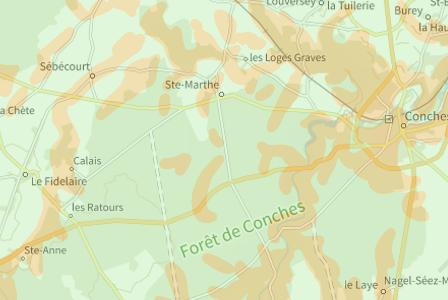 Louversey
la Tuilerie
Burey
la Hau
les Loges Graves
Sébécourt
Ste-Marthe
a Chète
Conches
Calais
Le Fidelaire
les Ratours
Forêt de Conches
Ste-Anne
le Laye
Nagel-Séez-M